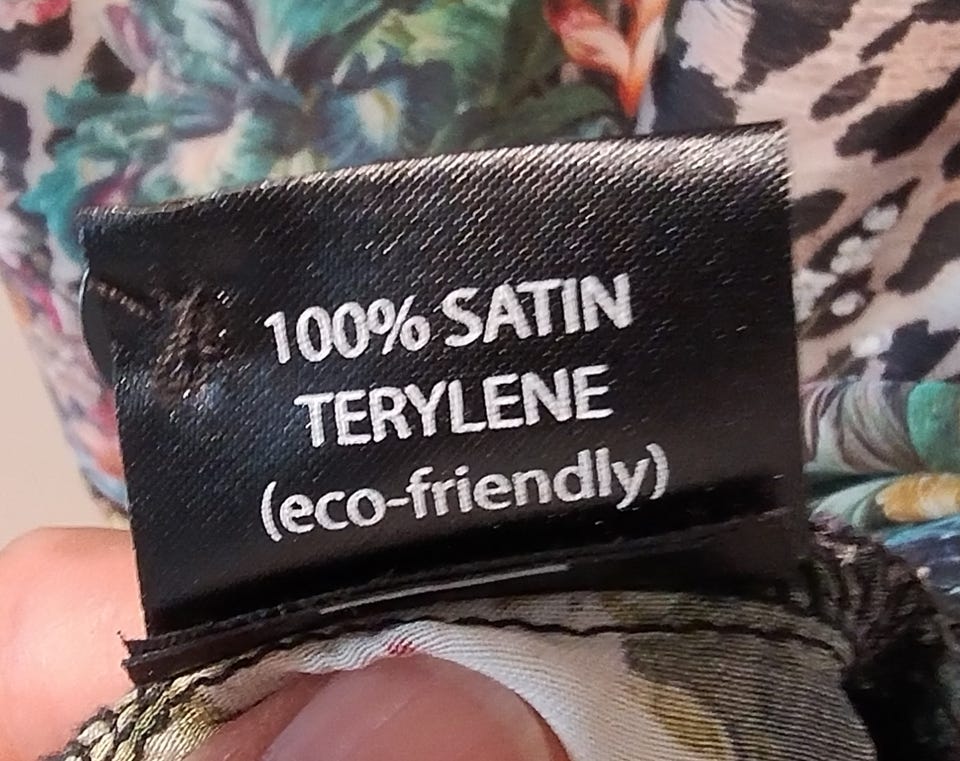 100% SATIN
TERYLENE
(eco-friendly)